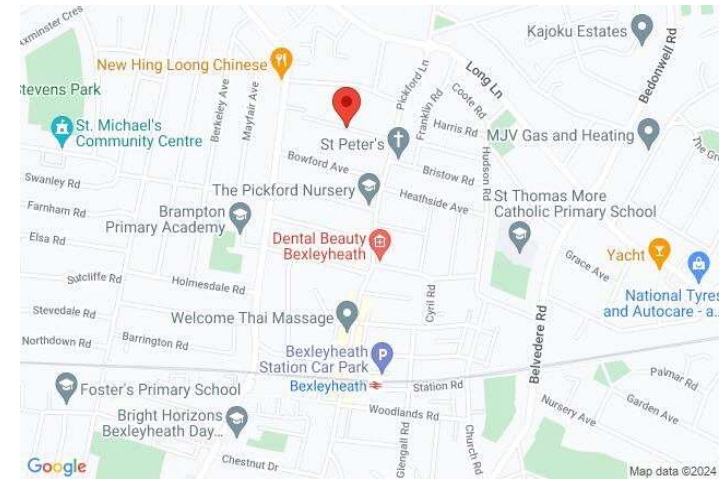 Axminster Cres
Kajoku Estates
Bedonwell Rd
New Hing Loong Chinese
Long Ln
Pickford Ln
Coote Rd
Franklin Rd
tevens Park
Berkeley Ave
Mayfair Ave
St. Michael's
Community Centre
Harris Rd
MJV Gas and Heating
St Peter's
Hudson Rd
The Gr
Bowford Ave
Bristow Rd
Swanley Rd
The Pickford Nursery
Heathside Ave
St Thomas More
Catholic Primary School
Farnham Rd
Brampton
Primary Academy
Elsa Rd
Dental Beauty
Bexleyheath
Yacht
Grace Ave
Sutcliffe Rd
Holmesdale Rd
National Tyres
and Autocare - a...
Stevedale Rd
Welcome Thai Massage
Cyril Rd
Belvedere Rd
Northdown Rd
Barrington Rd
Bexleyheath
Station Car Park
Bexleyheath
Station Rd
Palmar Rd
Foster's Primary School
Nursery Ave
Garden Ave
Woodlands Rd
Bright Horizons
Bexleyheath Day...
Glengall Rd
Church Rd
Chestnut Dr
Google
Map data ©2024